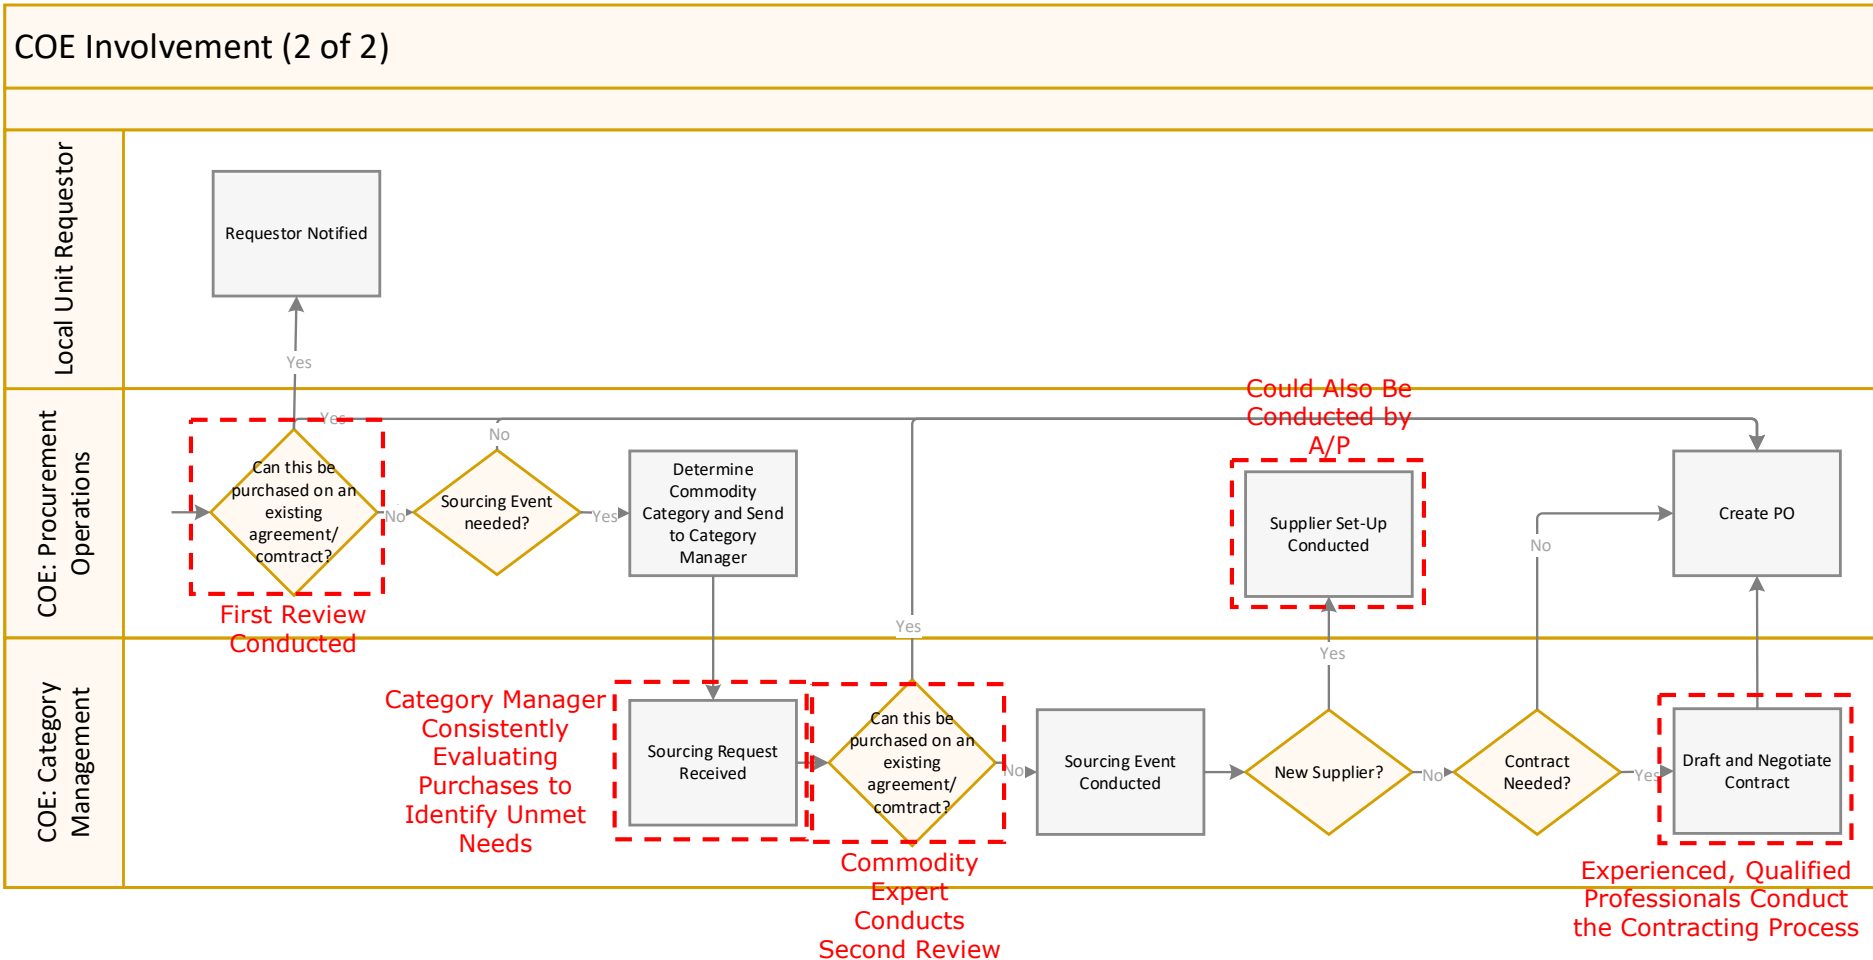 COE Involvement (2 of 2)
Local Unit Requestor
Requestor Notified
Yes
COE: Procurement
Operations
Yes
Can this be
purchased on an
existing
agreement/
comtract?
First Review
Conducted
No
No
Sourcing Event
needed?
Yes
Determine
Commodity
Category and Send
to Category
Manager
Yes
Could Also Be
Conducted by
A/P
Supplier Set-Up
Conducted
Yes
No
Create PO
COE: Category
Management
Category Manager
Consistently
Evaluating
Purchases to
Identify Unmet
Needs
Sourcing Request
Received
Can this be
purchased on an
existing
agreement/
comtract?
Commodity
Expert
Conducts
Second Review
No
Sourcing Event
Conducted
New Supplier?
No
Contract
Needed?
Yes
Draft and Negotiate
Contract
Experienced, Qualified
Professionals Conduct
the Contracting Process